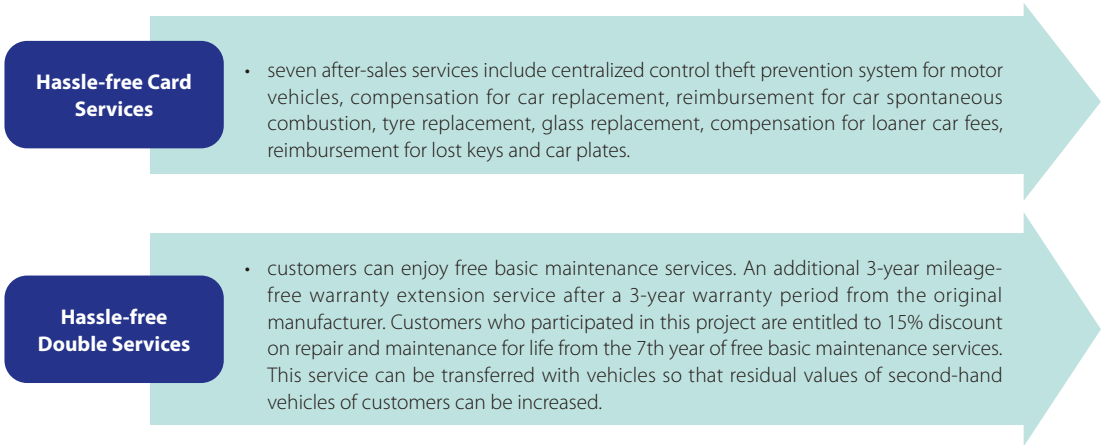 Hassle-free Card
Services
• seven after-sales services include centralized control theft prevention system for motor
vehicles, compensation for car replacement, reimbursement for car spontaneous
combustion, tyre replacement, glass replacement, compensation for loaner car fees,
reimbursement for lost keys and car plates.
Hassle-free
Double Services
• customers can enjoy free basic maintenance services. An additional 3-year mileage-
free warranty extension service after a 3-year warranty period from the original
manufacturer. Customers who participated in this project are entitled to 15% discount
on repair and maintenance for life from the 7th year of free basic maintenance services.
This service can be transferred with vehicles so that residual values of second-hand
vehicles of customers can be increased.